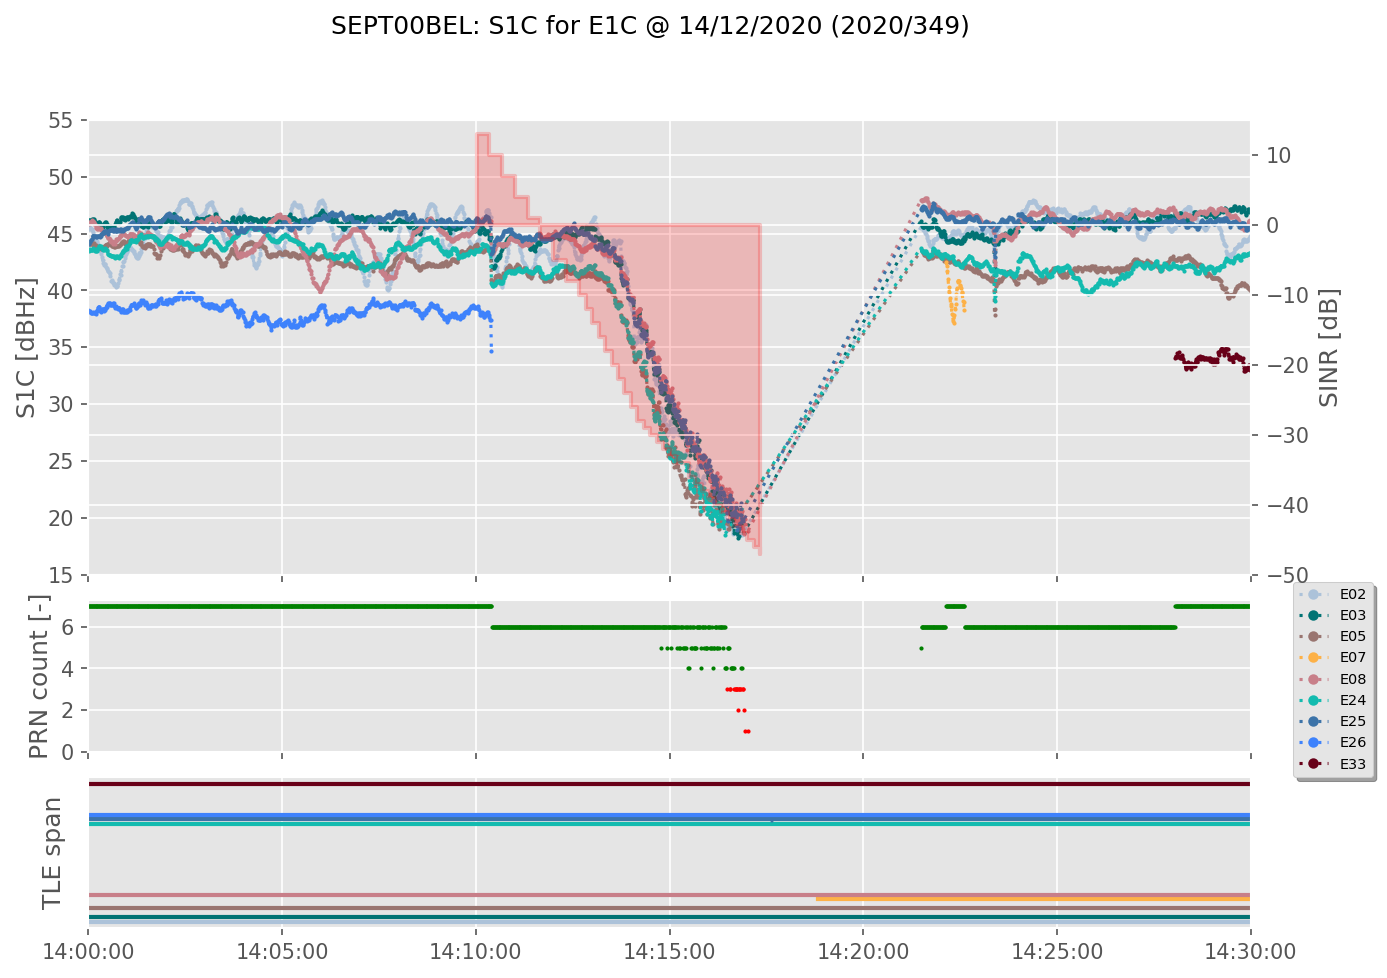 SEPT00BEL: S1C for E1C @ 14/12/2020 (2020/349)
S1C [dBHz]
55
50
45
40
35
30
25
20
15
SINR [dB]
10
0
−10
−20
−30
−40
−50
PRN count [-]
6
4
2
0
E02
E03
E05
E07
E08
E24
E25
E26
E33
TLE span
14:00:00 14:05:00 14:10:00 14:15:00 14:20:00 14:25:00 14:30:00